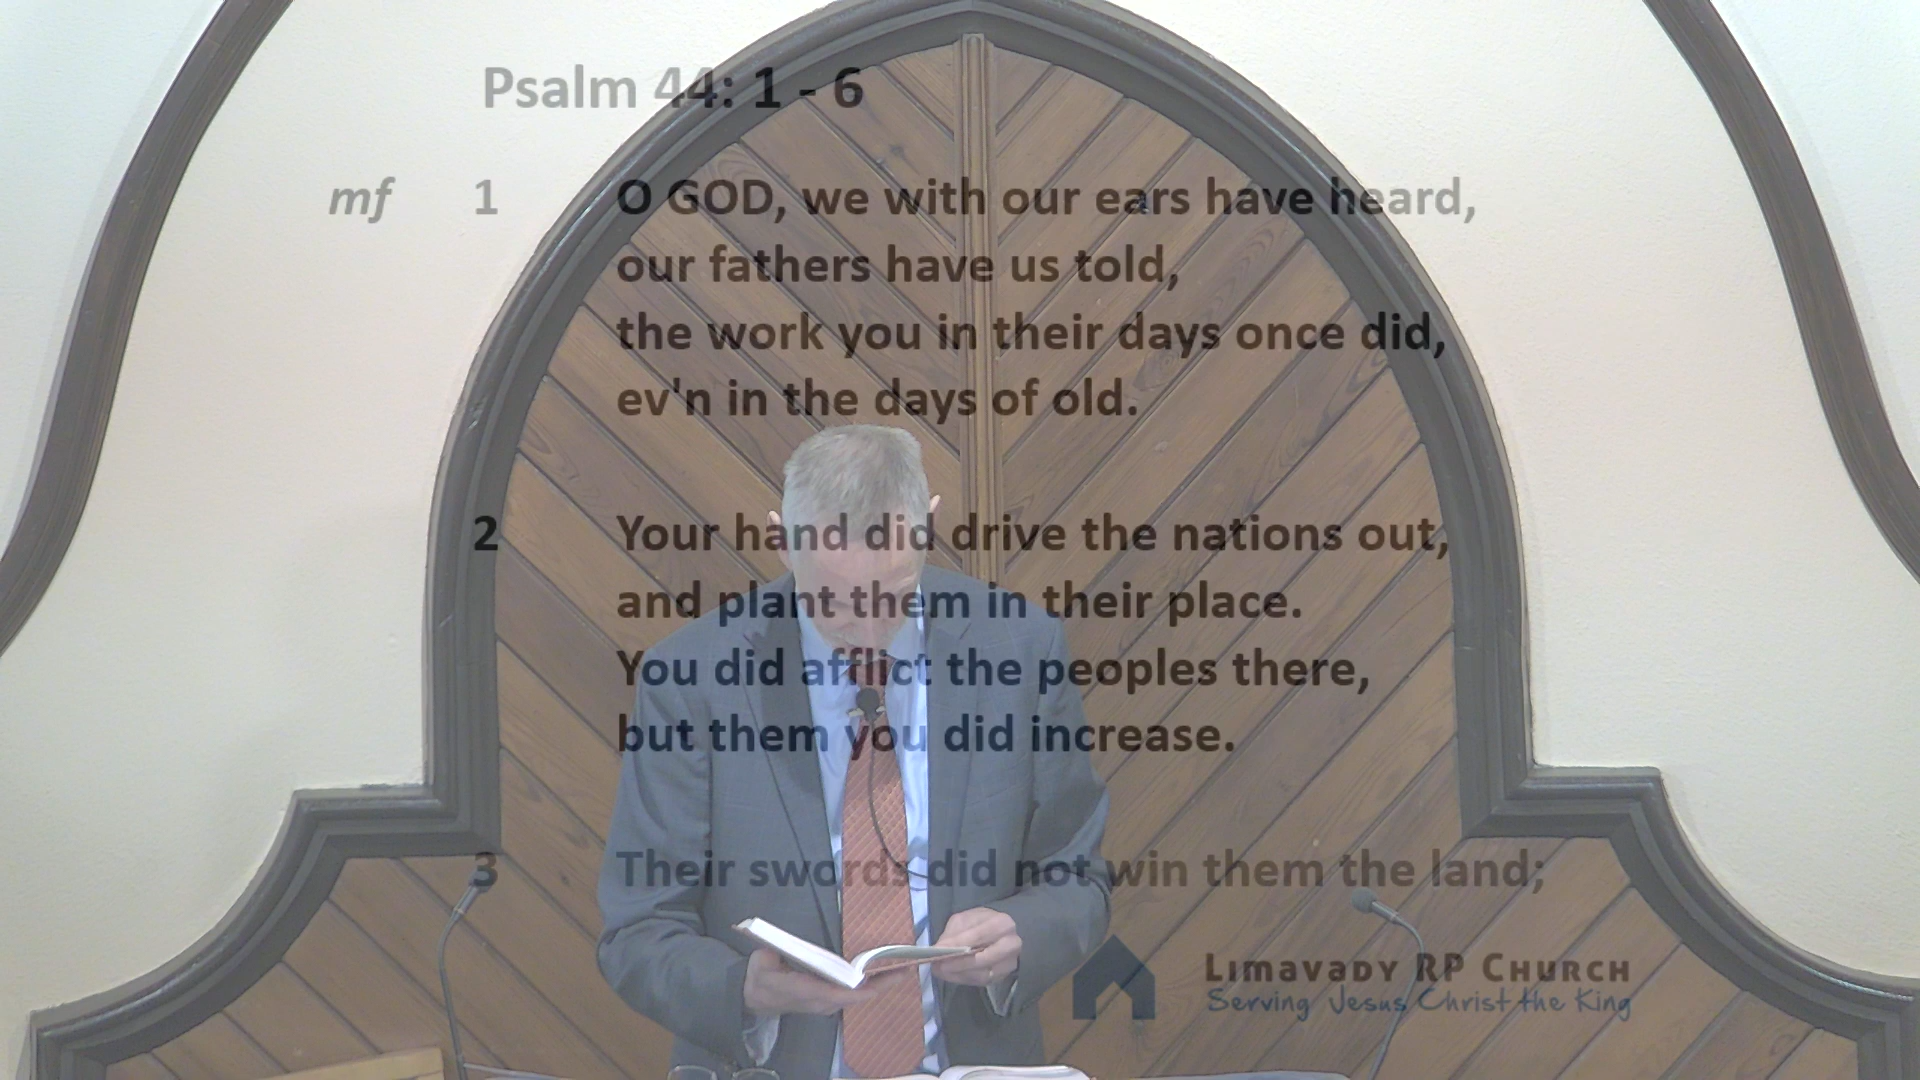 Psalm 44: 1 - 6
mf 1 O GOD, we with our ears have heard,
our fathers have us told,
the work you in their days once did,
ev'n in the days of old.
2 Your hand did drive the nations out,
and plant them in their place.
You did afflict the peoples there,
but them you did increase.
3 Their swords did not win them the land;
LIMAVADY RP CHURCH
Serving Jesus Christ the King